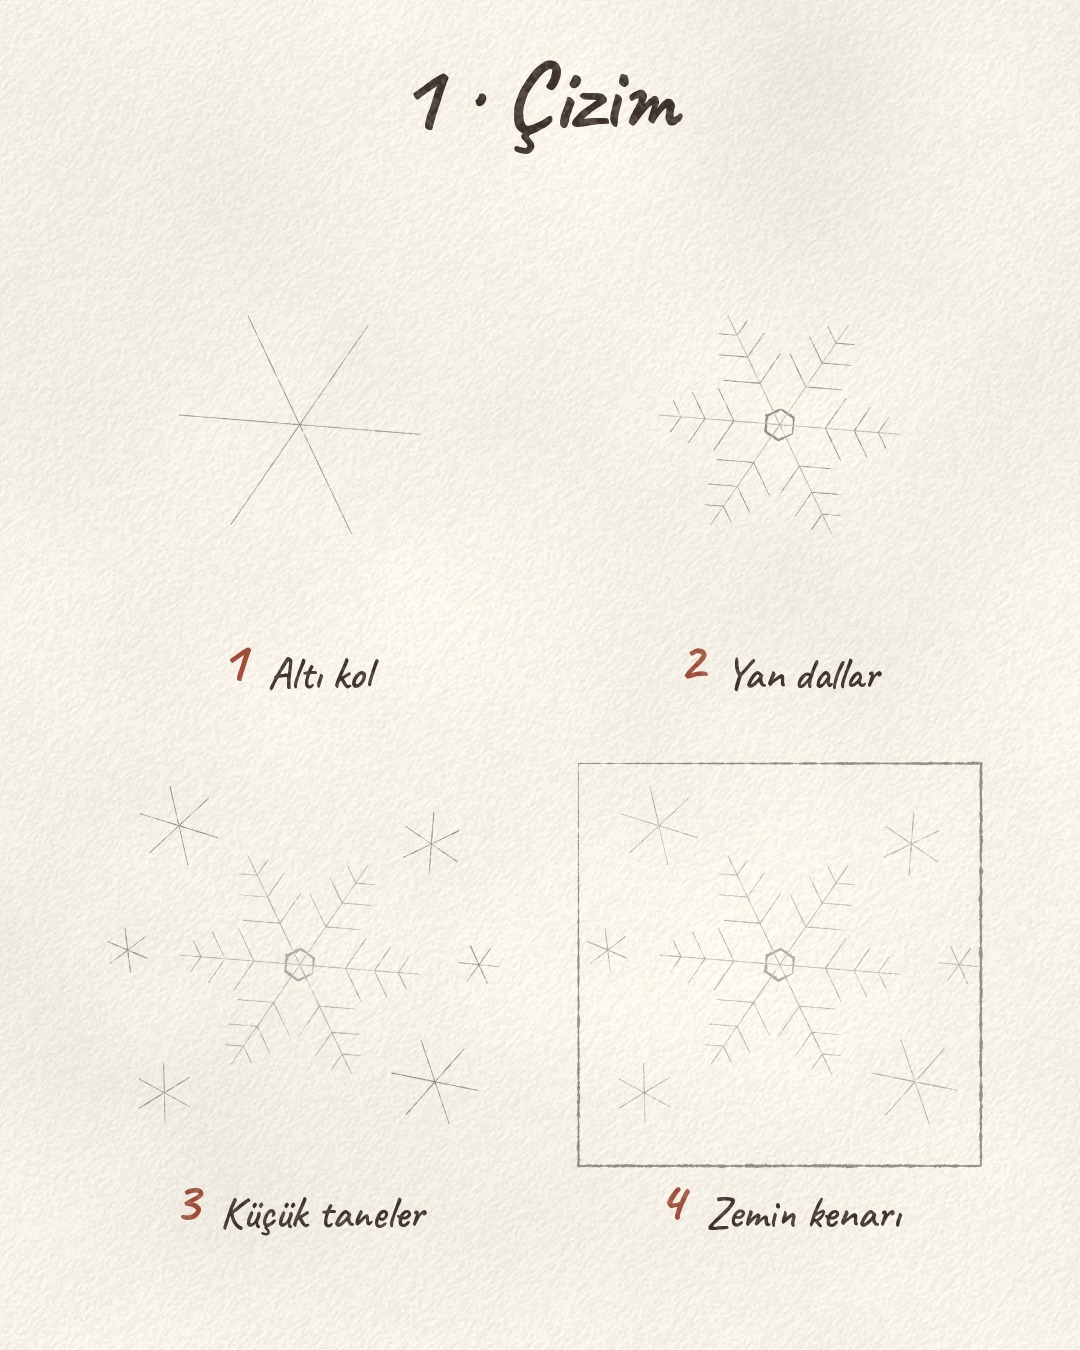 1 · Çizim
1 Altı kol
2 Yan dallar
3 Küçük taneler
4 Zemin kenarı